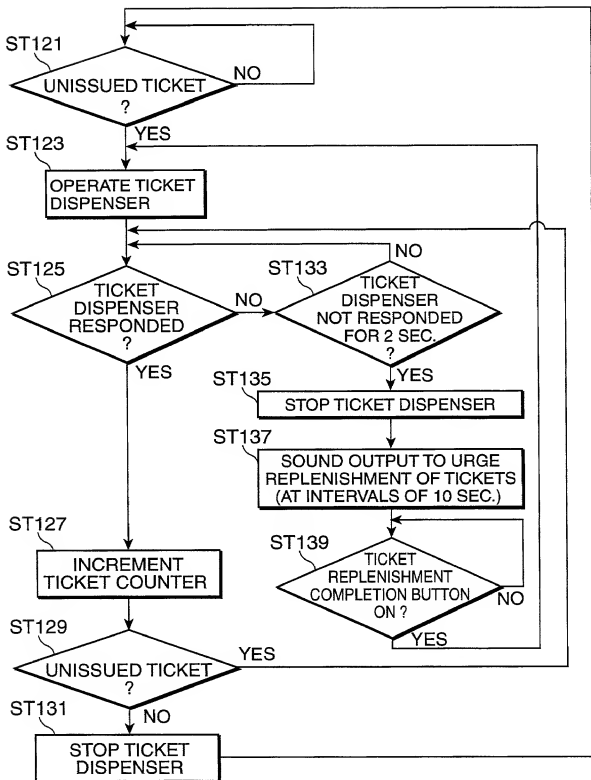 ST121
UNISSUED TICKET
?
NO
YES
ST123
OPERATE TICKET
DISPENSER
ST125
TICKET
DISPENSER
RESPONDED
?
NO
YES
ST133
NO
TICKET
DISPENSER
NOT RESPONDED
FOR 2 SEC.
?
YES
ST135
STOP TICKET DISPENSER
ST137
SOUND OUTPUT TO URGE
REPLENISHMENT OF TICKETS
(AT INTERVALS OF 10 SEC.)
ST139
TICKET
REPLENISHMENT
COMPLETION BUTTON
ON ?
NO
YES
ST127
INCREMENT
TICKET COUNTER
ST129
UNISSUED TICKET
?
YES
NO
ST131
STOP TICKET
DISPENSER